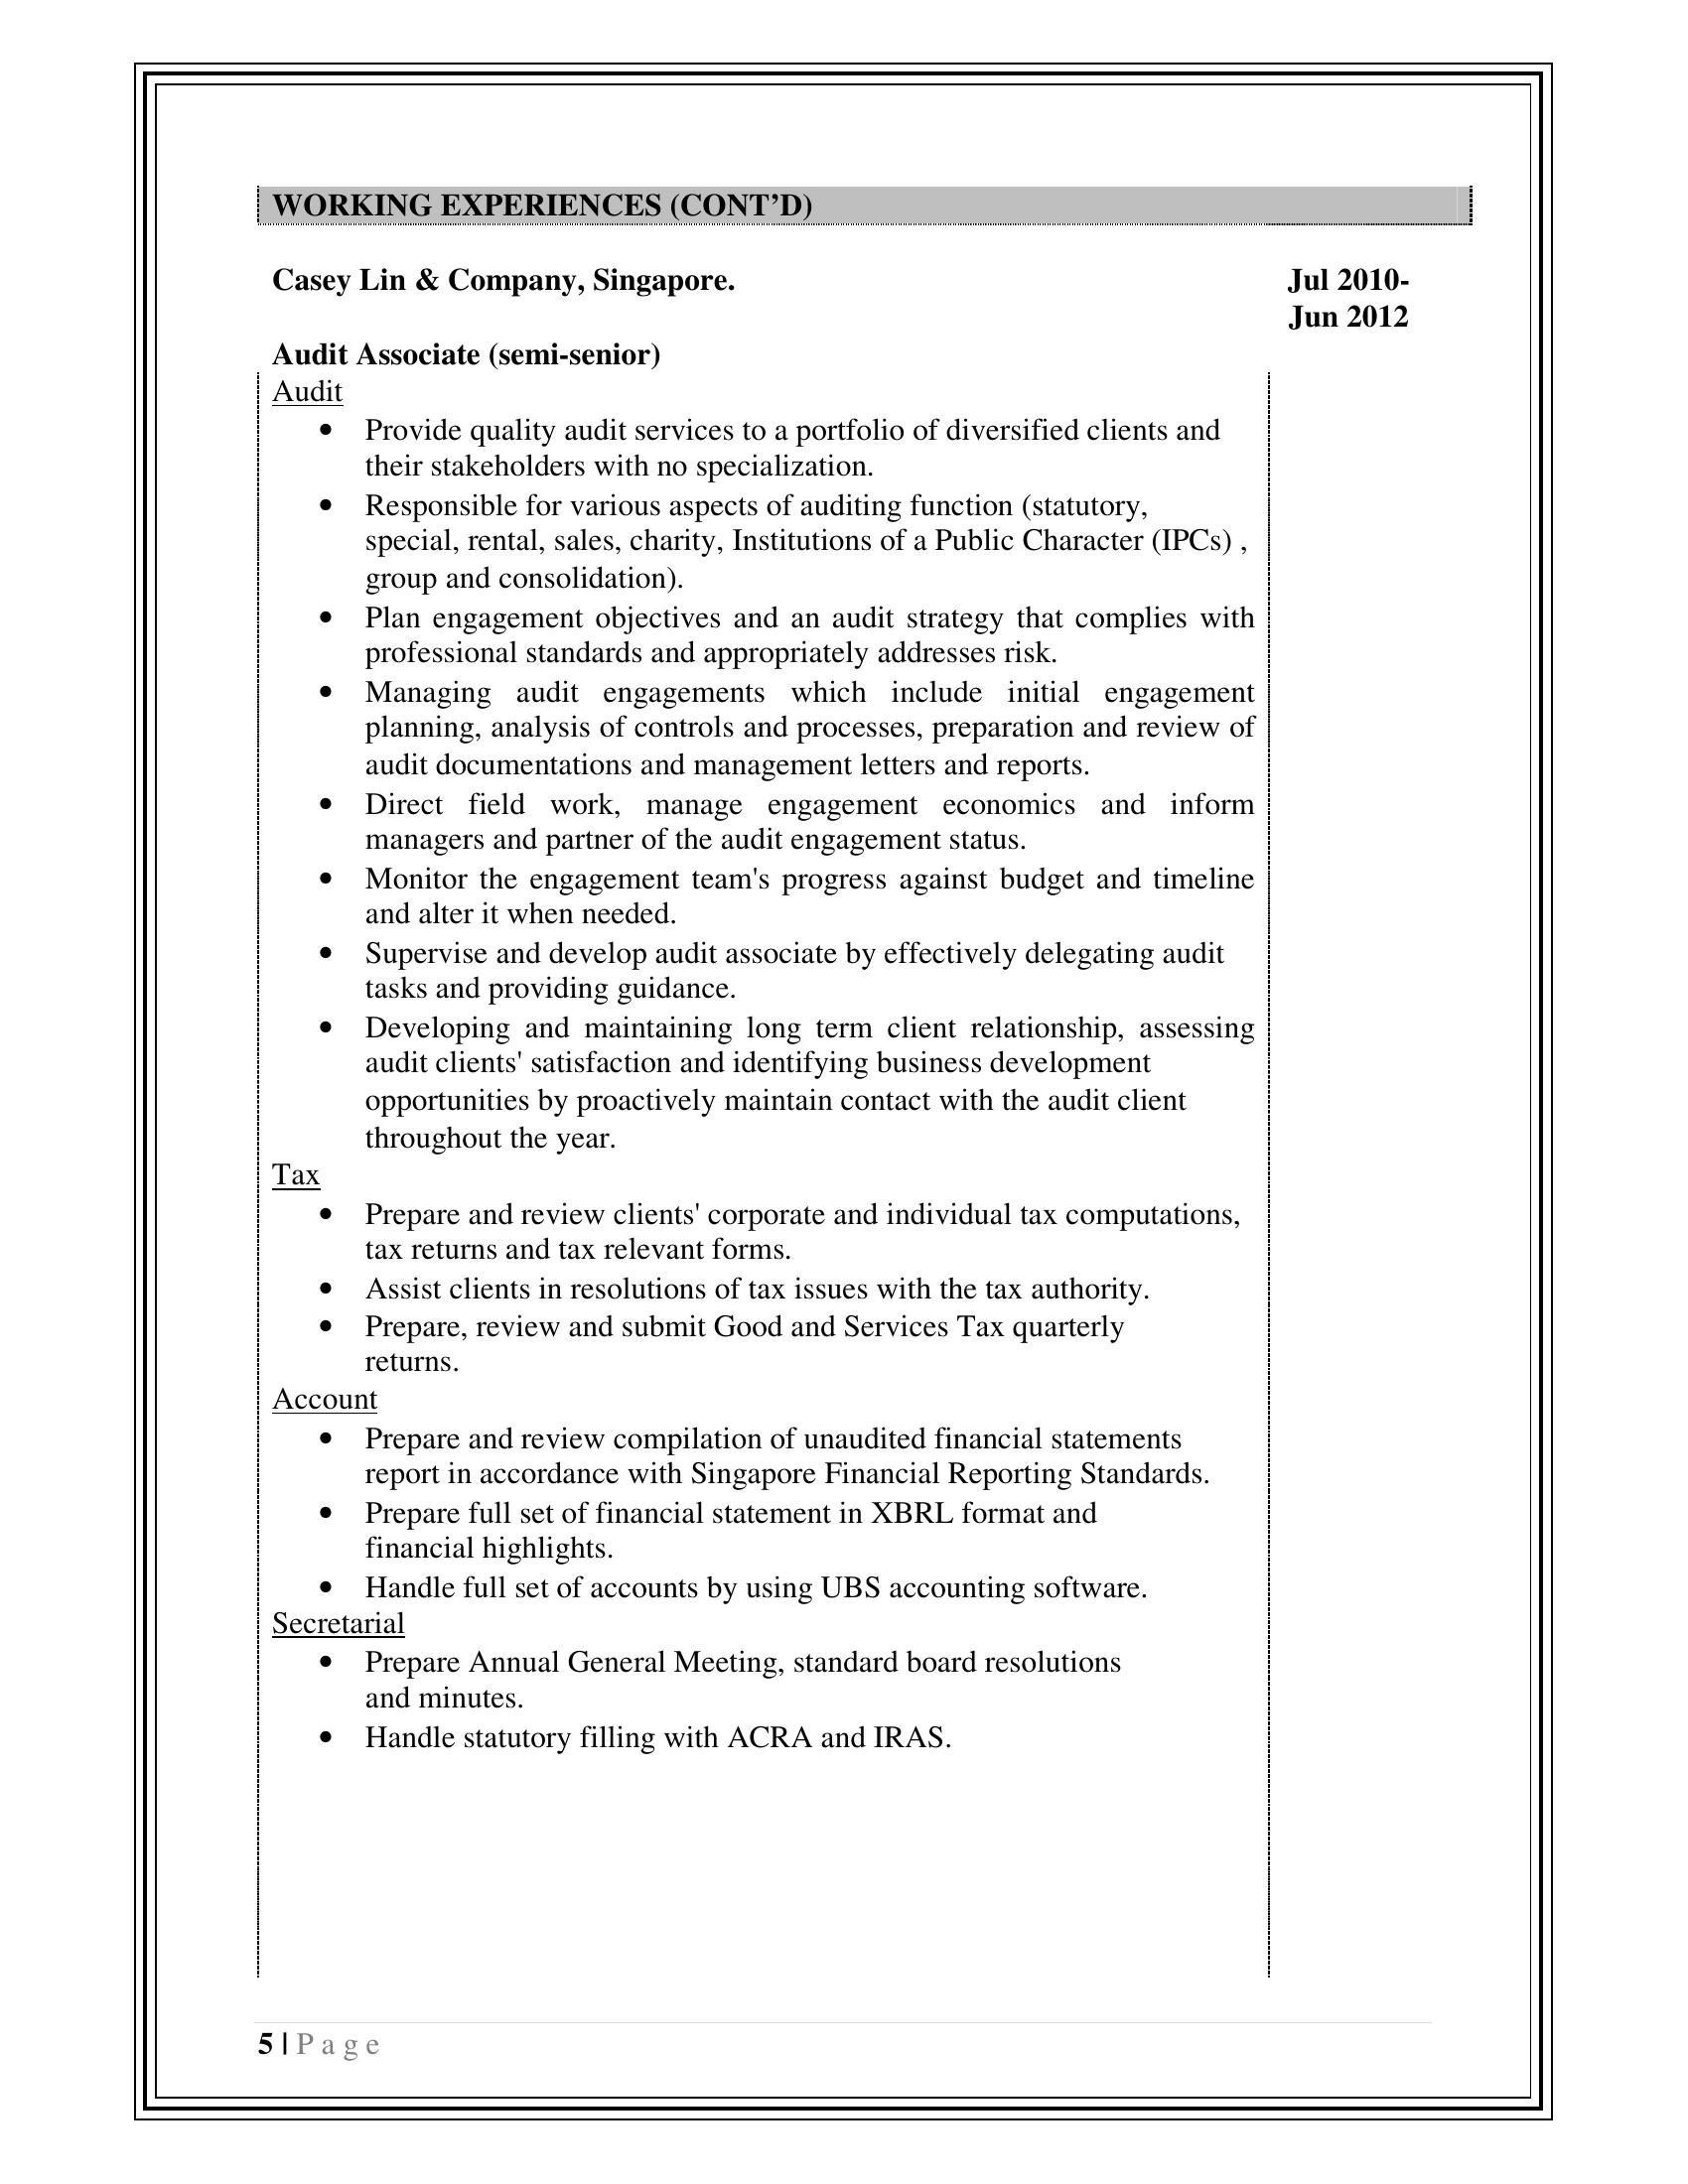 WORKING EXPERIENCES (CONT’D)
Casey Lin & Company, Singapore.
Jul 2010-
Jun 2012
Audit Associate (semi-senior)
Audit
• Provide quality audit services to a portfolio of diversified clients and
their stakeholders with no specialization.
• Responsible for various aspects of auditing function (statutory,
special, rental, sales, charity, Institutions of a Public Character (IPCs) ,
group and consolidation).
• Plan engagement objectives and an audit strategy that complies with
professional standards and appropriately addresses risk.
• Managing audit engagements which include initial engagement
planning, analysis of controls and processes, preparation and review of
audit documentations and management letters and reports.
• Direct field work, manage engagement economics and inform
managers and partner of the audit engagement status.
• Monitor the engagement team's progress against budget and timeline
and alter it when needed.
• Supervise and develop audit associate by effectively delegating audit
tasks and providing guidance.
• Developing and maintaining long term client relationship, assessing
audit clients' satisfaction and identifying business development
opportunities by proactively maintain contact with the audit client
throughout the year.
Tax
• Prepare and review clients' corporate and individual tax computations,
tax returns and tax relevant forms.
• Assist clients in resolutions of tax issues with the tax authority.
• Prepare, review and submit Good and Services Tax quarterly
returns.
Account
• Prepare and review compilation of unaudited financial statements
report in accordance with Singapore Financial Reporting Standards.
• Prepare full set of financial statement in XBRL format and
financial highlights.
• Handle full set of accounts by using UBS accounting software.
Secretarial
• Prepare Annual General Meeting, standard board resolutions
and minutes.
• Handle statutory filling with ACRA and IRAS.
5 | P a g e